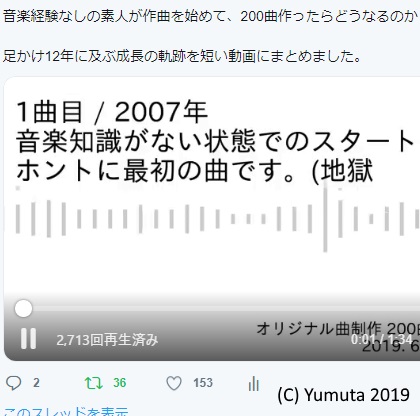 音楽経験なしの素人が作曲を始めて、200曲作ったらどうなるのか
足かけ12年に及ぶ成長の軌跡を短い動画にまとめました。
1曲目 / 2007年
音楽知識がない状態でのスタート
ホントに最初の曲です。(地獄
2,713回再生済み
オリジナル曲制作 200
0:01 / 1:34
2019. 6
2
36
153
(C) Yumuta 2019
このスレッドを表示